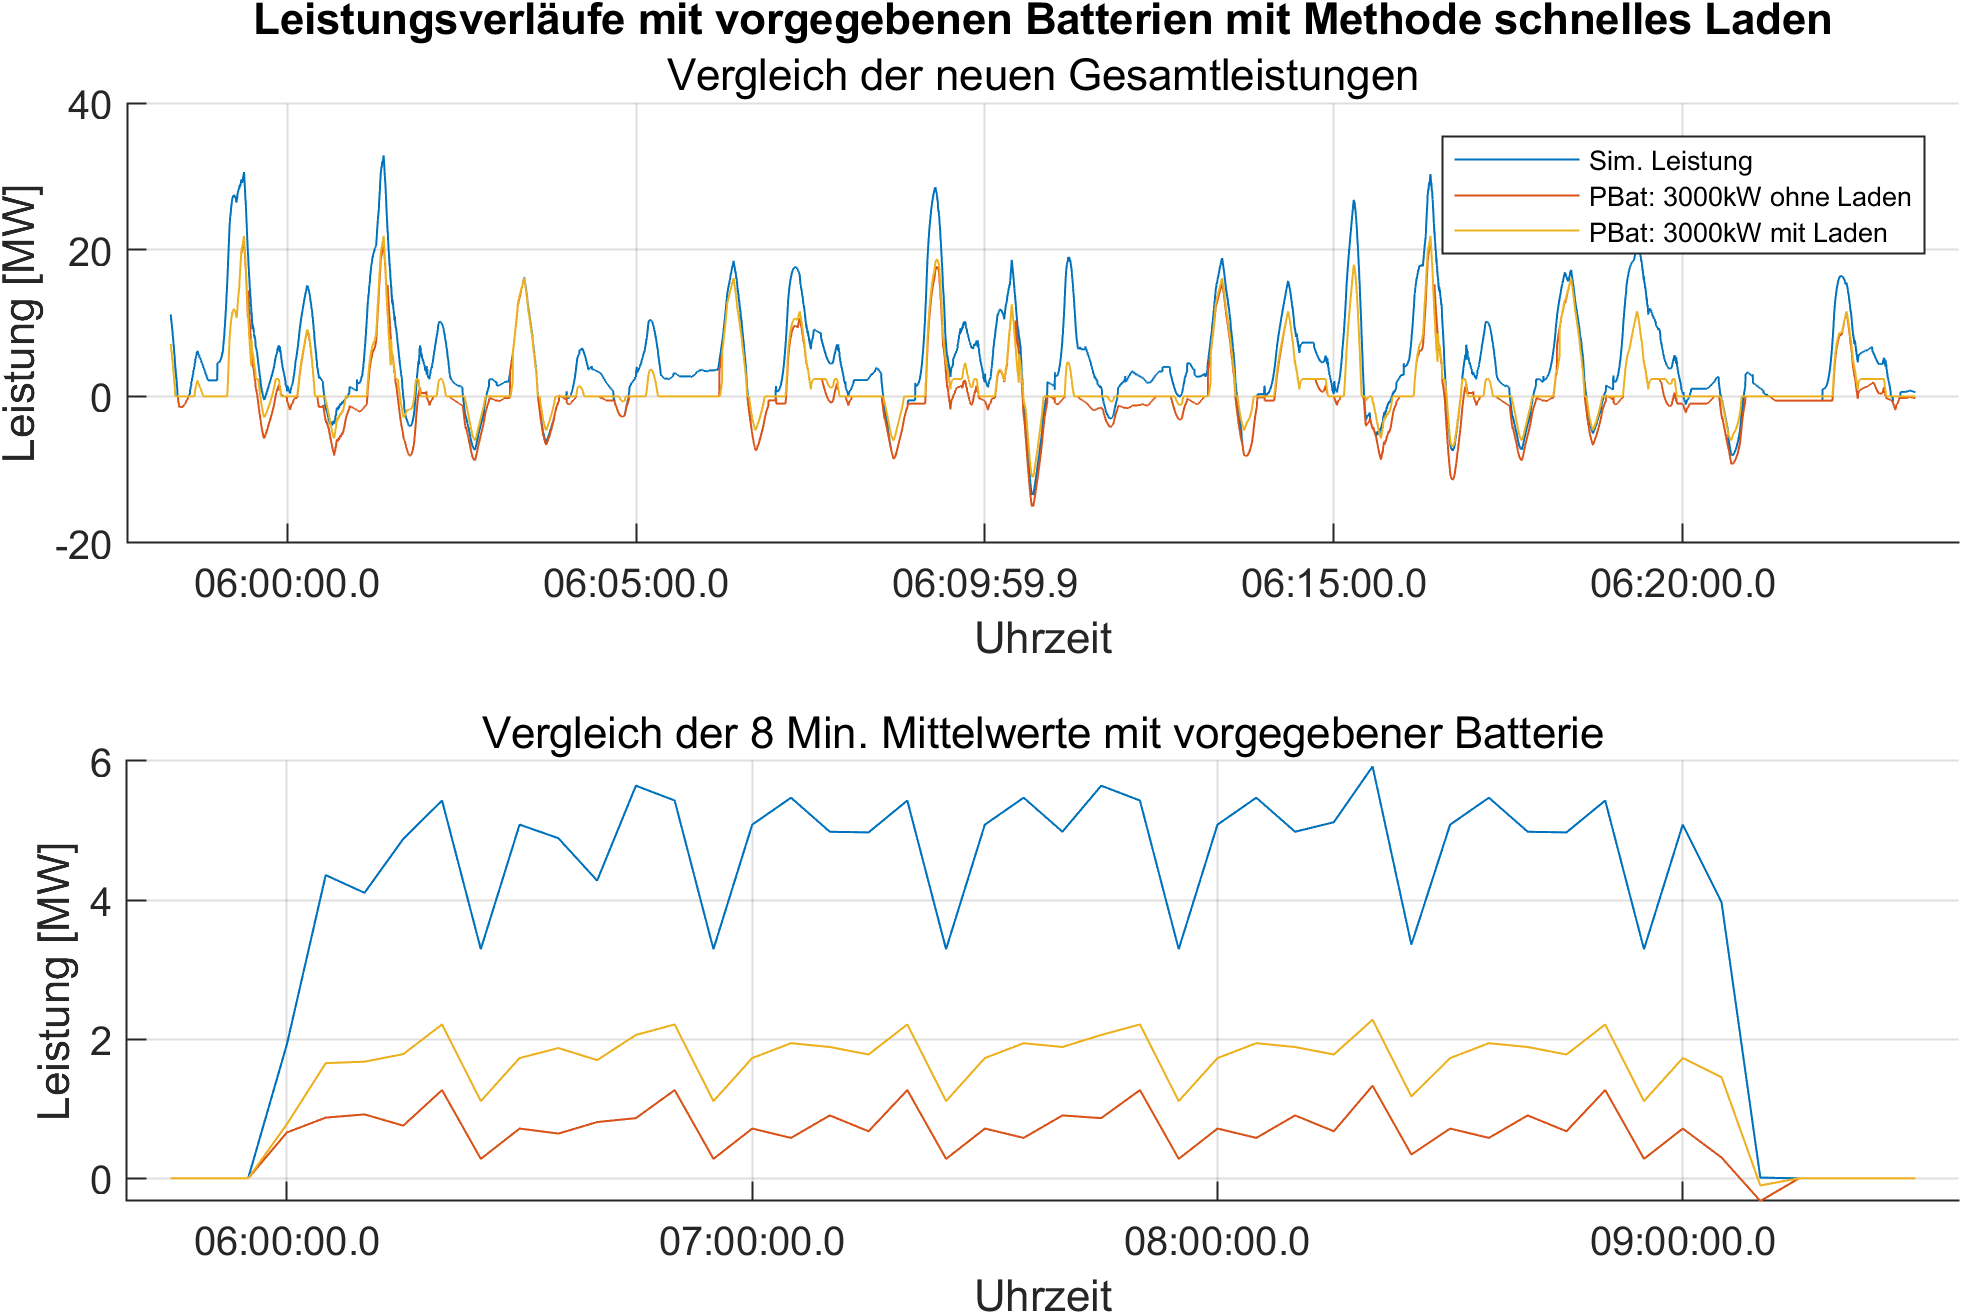 Leistungsverläufe mit vorgegebenen Batterien mit Methode schnelles Laden
Vergleich der neuen Gesamtleistungen
Leistung [MW]
40
20
0
-20
Sim. Leistung
PBat: 3000kW ohne Laden
PBat: 3000kW mit Laden
06:00:00.0 06:05:00.0 06:09:59.9 06:15:00.0 06:20:00.0
Uhrzeit
Vergleich der 8 Min. Mittelwerte mit vorgegebener Batterie
Leistung [MW]
6
4
2
0
06:00:00.0 07:00:00.0 08:00:00.0 09:00:00.0
Uhrzeit